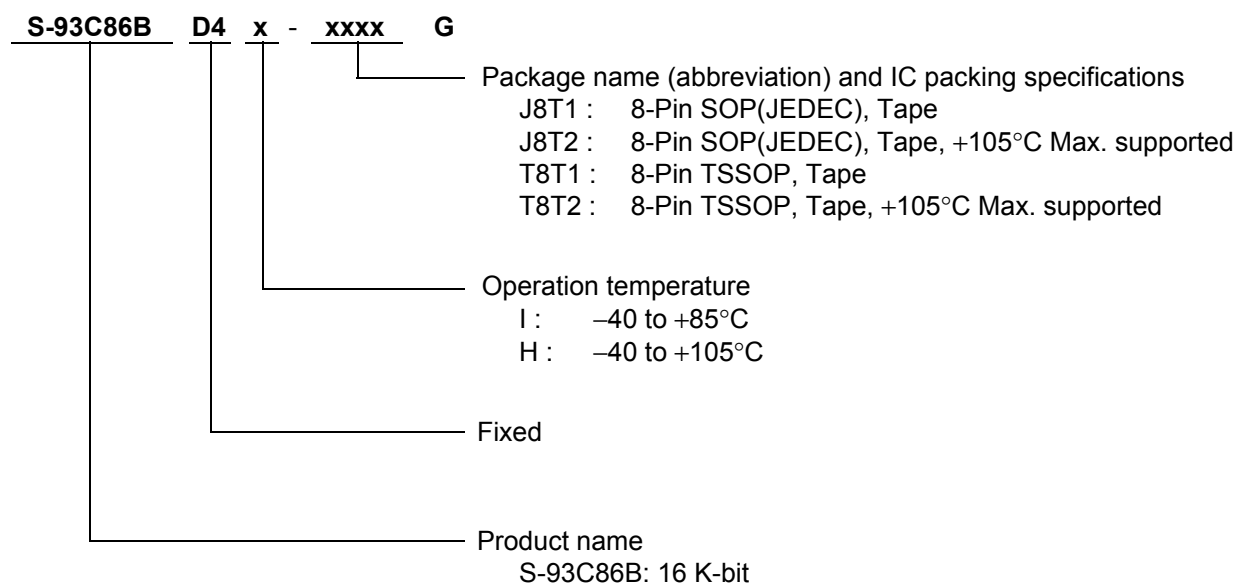 S-93C86B D4 x - xxxx G
Package name (abbreviation) and IC packing specifications
J8T1 : 8-Pin SOP(JEDEC), Tape
J8T2 : 8-Pin SOP(JEDEC), Tape, +105°C Max. supported
T8T1 : 8-Pin TSSOP, Tape
T8T2 : 8-Pin TSSOP, Tape, +105°C Max. supported
Operation temperature
I : −40 to +85°C
H : −40 to +105°C
Fixed
Product name
S-93C86B: 16 K-bit